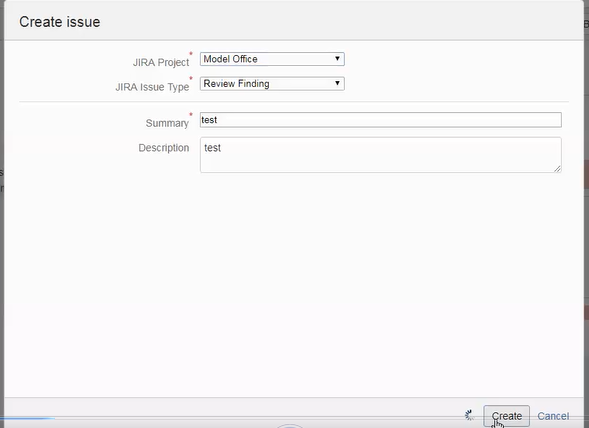 Create issue
JIRA Project * Model Office
JIRA Issue Type * Review Finding
Summary * test
Description test
Create Cancel